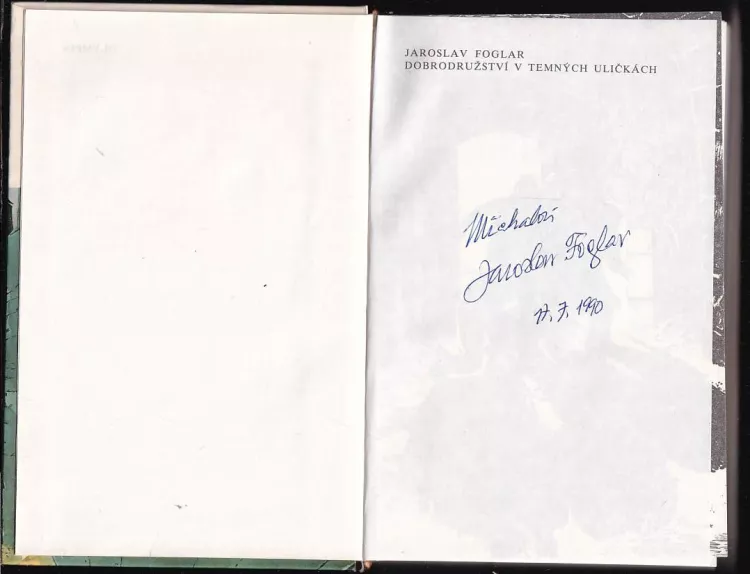 JAROSLAV FOGLAR
DOBRODRUŽSTVÍ V TEMNÝCH ULIČKÁCH
Michalovi
Jaroslav Foglar
17. 7. 1990